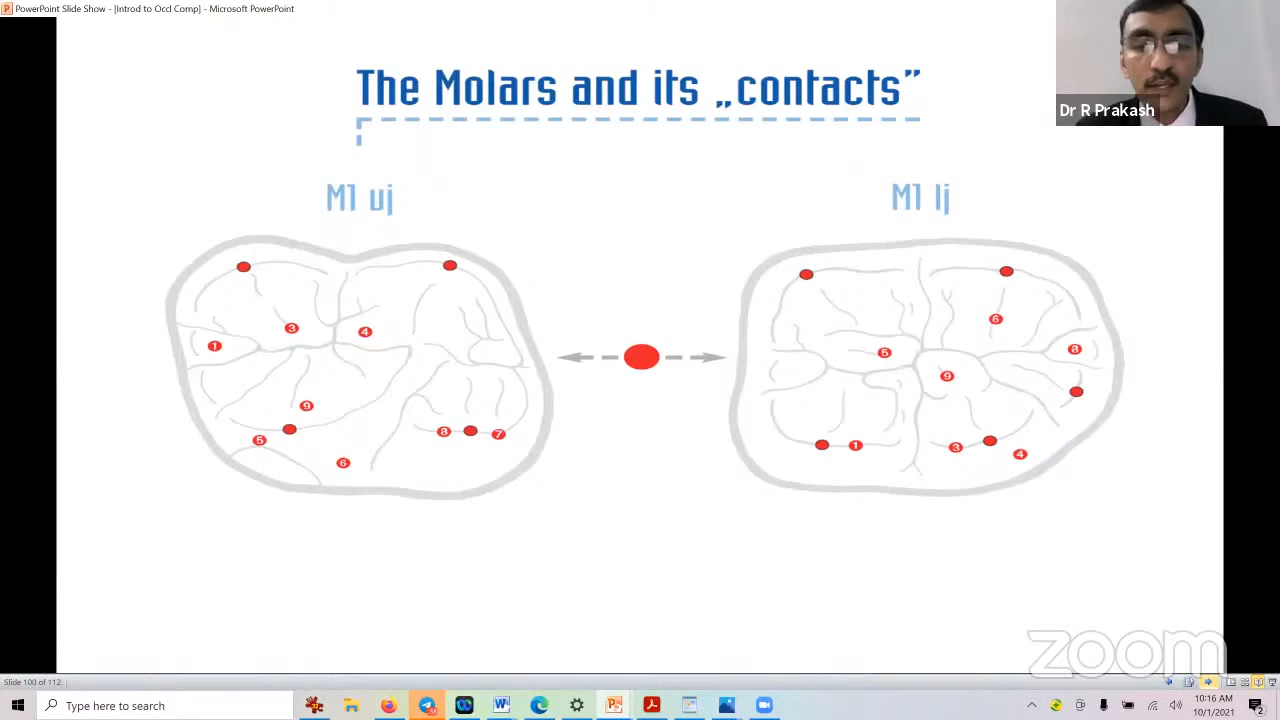 PowerPoint Slide Show - [Introd to Occl Comp] - Microsoft PowerPoint
Dr R Prakash
The Molars and its „contacts”
M1 uj
M1 lj
1
3
4
9
5
6
8
7
6
5
8
9
1
3
4
zoom
Slide 100 of 112
Type here to search
10:16 AM
10/1/2021
2